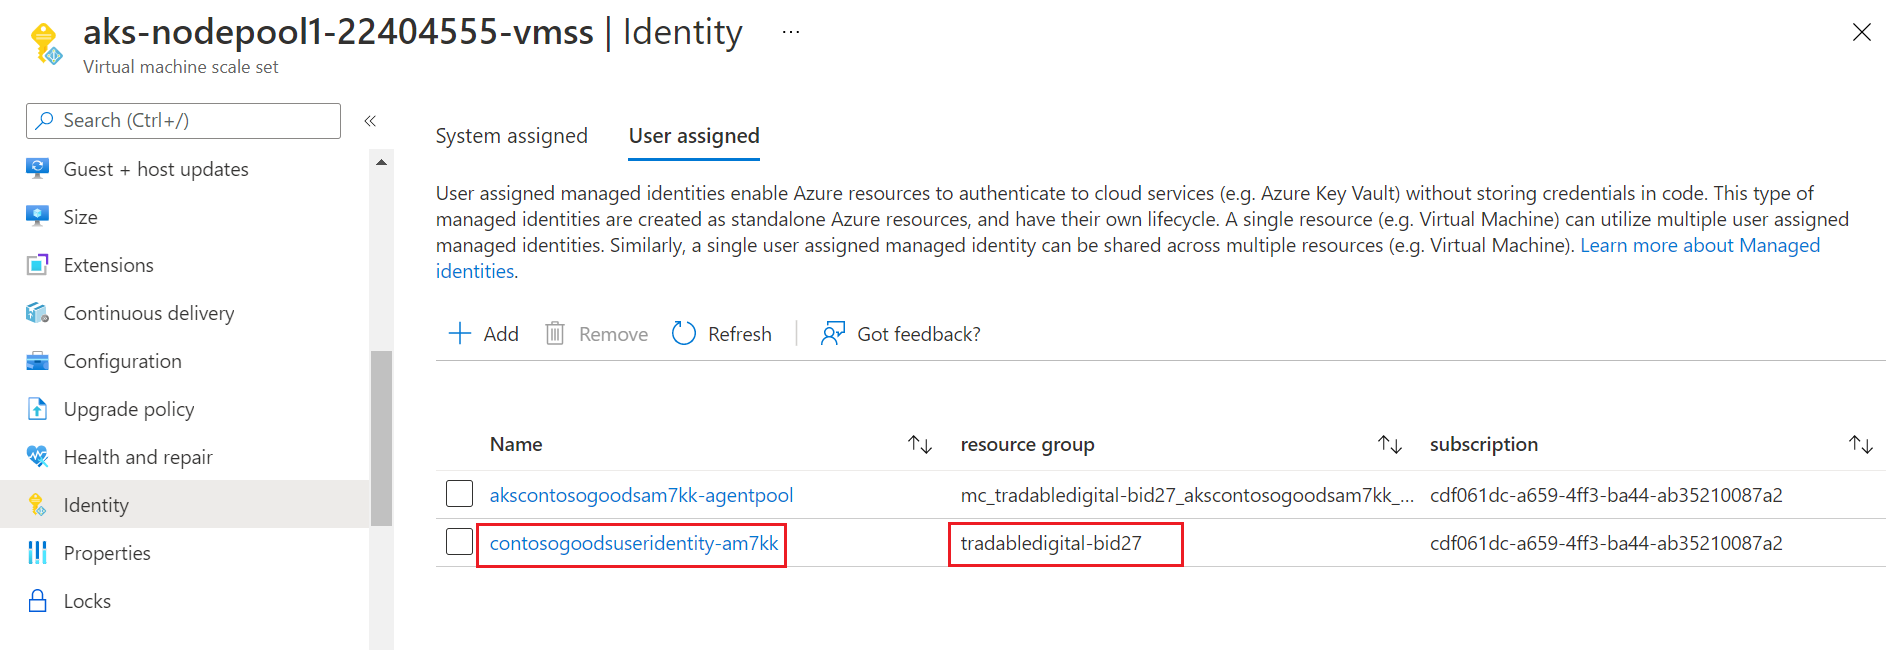 aks-nodepool1-22404555-vmss | Identity ...
Virtual machine scale set
Search (Ctrl+/)
«
Guest + host updates
Size
Extensions
Continuous delivery
Configuration
Upgrade policy
Health and repair
Identity
Properties
Locks
System assigned User assigned
User assigned managed identities enable Azure resources to authenticate to cloud services (e.g. Azure Key Vault) without storing credentials in code. This type of
managed identities are created as standalone Azure resources, and have their own lifecycle. A single resource (e.g. Virtual Machine) can utilize multiple user assigned
managed identities. Similarly, a single user assigned managed identity can be shared across multiple resources (e.g. Virtual Machine). Learn more about Managed
identities.
Add Remove Refresh Got feedback?
Name resource group subscription
akscontosogoodsam7kk-agentpool mc_tradabledigital-bid27_akscontosogoodsam7kk_... cdf061dc-a659-4ff3-ba44-ab35210087a2
contosogoodsuseridentity-am7kk tradabledigital-bid27 cdf061dc-a659-4ff3-ba44-ab35210087a2